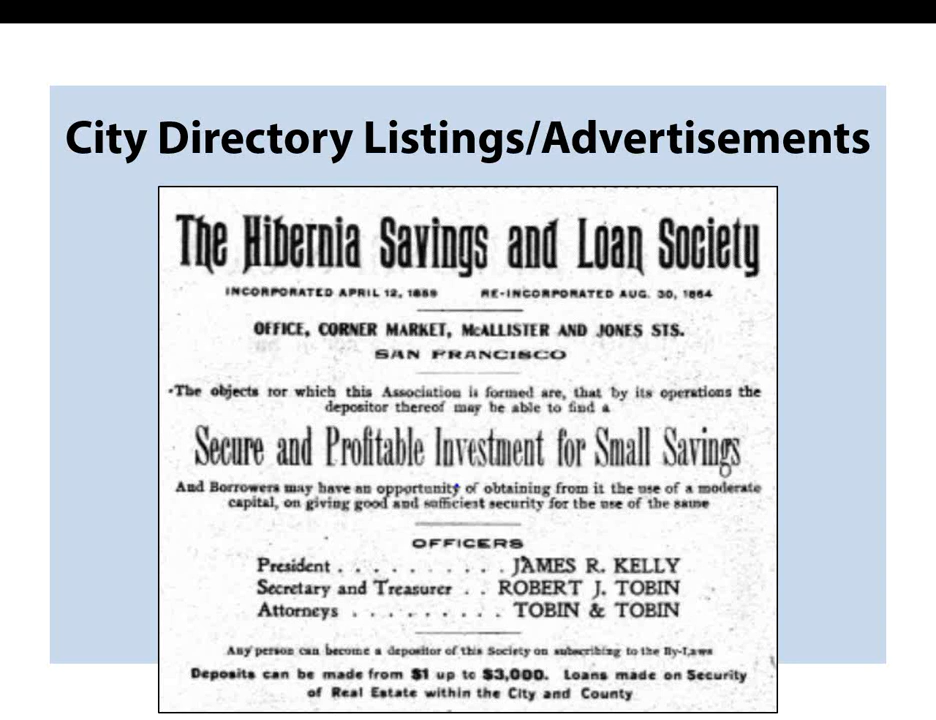 City Directory Listings/Advertisements
The Hibernia Savings and Loan Society
INCORPORATED APRIL 12, 1859 RE-INCORPORATED AUG. 30, 1864
OFFICE, CORNER MARKET, McALLISTER AND JONES STS.
SAN FRANCISCO
The objects for which this Association is formed are, that by its operations the
depositor thereof may be able to find a
Secure and Profitable Investment for Small Savings
And Borrowers may have an opportunity of obtaining from it the use of a moderate
capital, on giving good and sufficient security for the use of the same
OFFICERS
President . . . . . . . . . . JAMES R. KELLY
Secretary and Treasurer . . ROBERT J. TOBIN
Attorneys . . . . . . . . . TOBIN & TOBIN
Any person can become a depositor of this Society on subscribing to the By-Laws
Deposits can be made from $1 up to $3,000. Loans made on Security
of Real Estate within the City and County